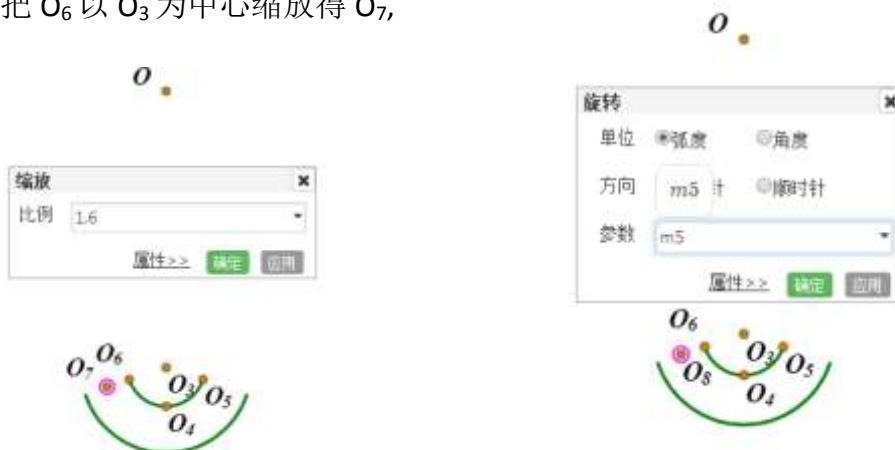 把 O₆ 以 O₃ 为中心缩放得 O₇,
O
缩放
比例 1.6
属性>> 确定 应用
O₇ O₆ O₃ O₅
O₄
O
旋转
单位 弧度 角度
方向 m5 针 顺时针
参数 m5
属性>> 确定 应用
O₆
O₈ O₃ O₅
O₄